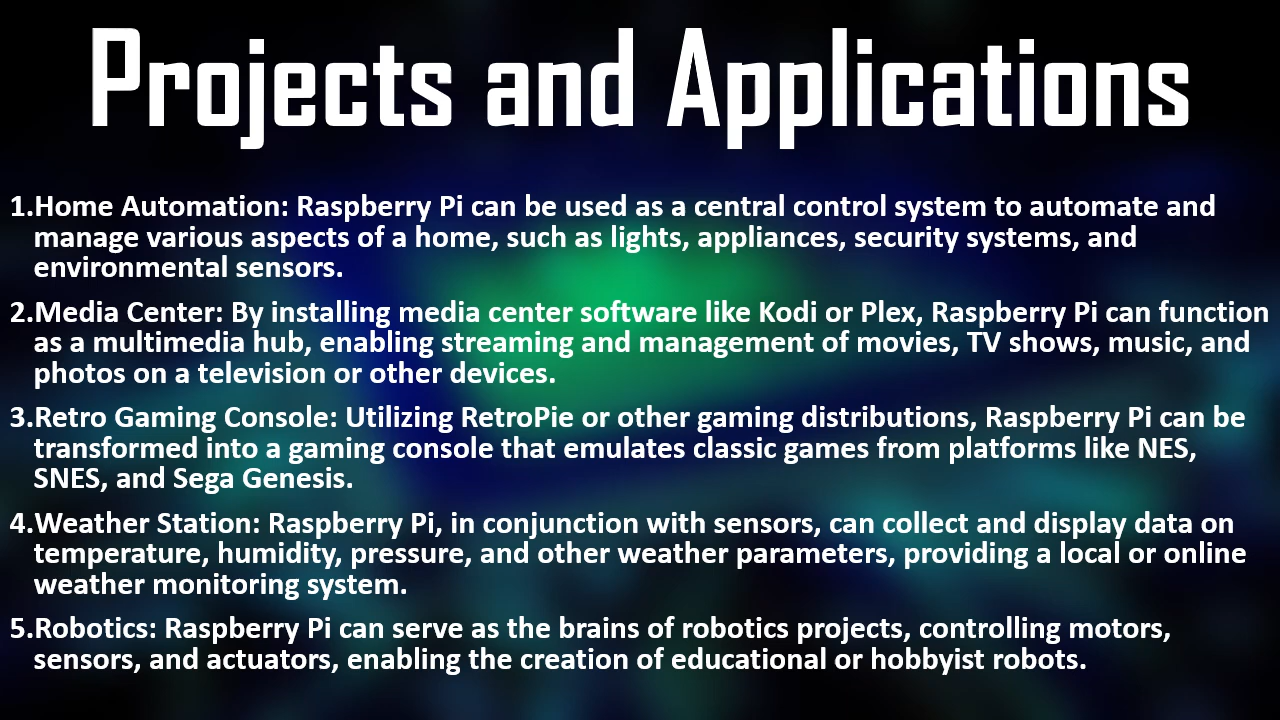 Projects and Applications
1.Home Automation: Raspberry Pi can be used as a central control system to automate and
manage various aspects of a home, such as lights, appliances, security systems, and
environmental sensors.
2.Media Center: By installing media center software like Kodi or Plex, Raspberry Pi can function
as a multimedia hub, enabling streaming and management of movies, TV shows, music, and
photos on a television or other devices.
3.Retro Gaming Console: Utilizing RetroPie or other gaming distributions, Raspberry Pi can be
transformed into a gaming console that emulates classic games from platforms like NES,
SNES, and Sega Genesis.
4.Weather Station: Raspberry Pi, in conjunction with sensors, can collect and display data on
temperature, humidity, pressure, and other weather parameters, providing a local or online
weather monitoring system.
5.Robotics: Raspberry Pi can serve as the brains of robotics projects, controlling motors,
sensors, and actuators, enabling the creation of educational or hobbyist robots.